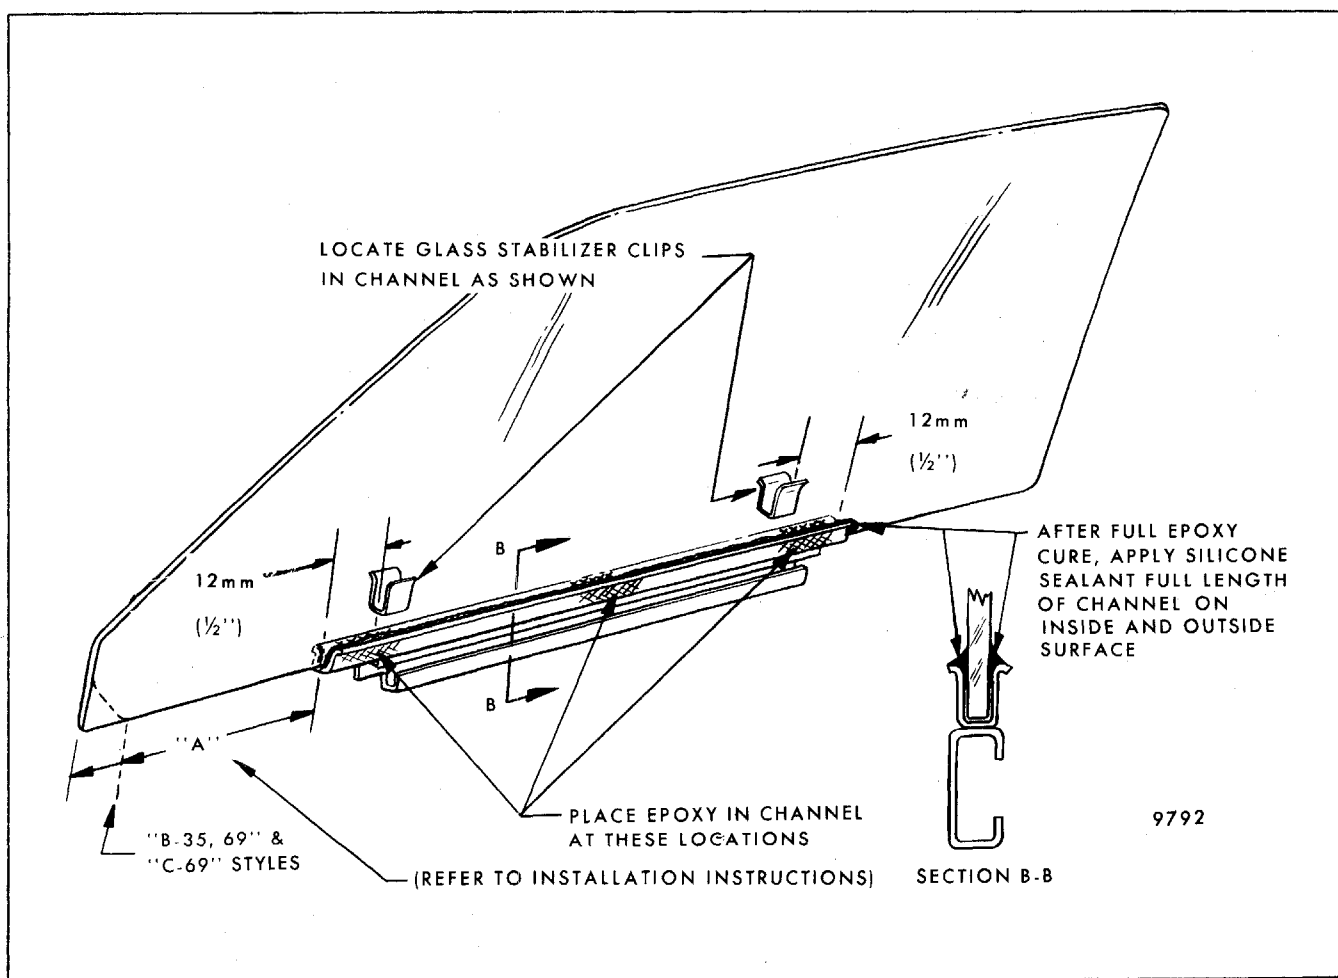 LOCATE GLASS STABILIZER CLIPS
IN CHANNEL AS SHOWN
12mm
(½'')
12mm
(½'')
B
B
AFTER FULL EPOXY
CURE, APPLY SILICONE
SEALANT FULL LENGTH
OF CHANNEL ON
INSIDE AND OUTSIDE
SURFACE
''A''
''B-35, 69'' &
''C-69'' STYLES
PLACE EPOXY IN CHANNEL
AT THESE LOCATIONS
(REFER TO INSTALLATION INSTRUCTIONS)
SECTION B-B
9792